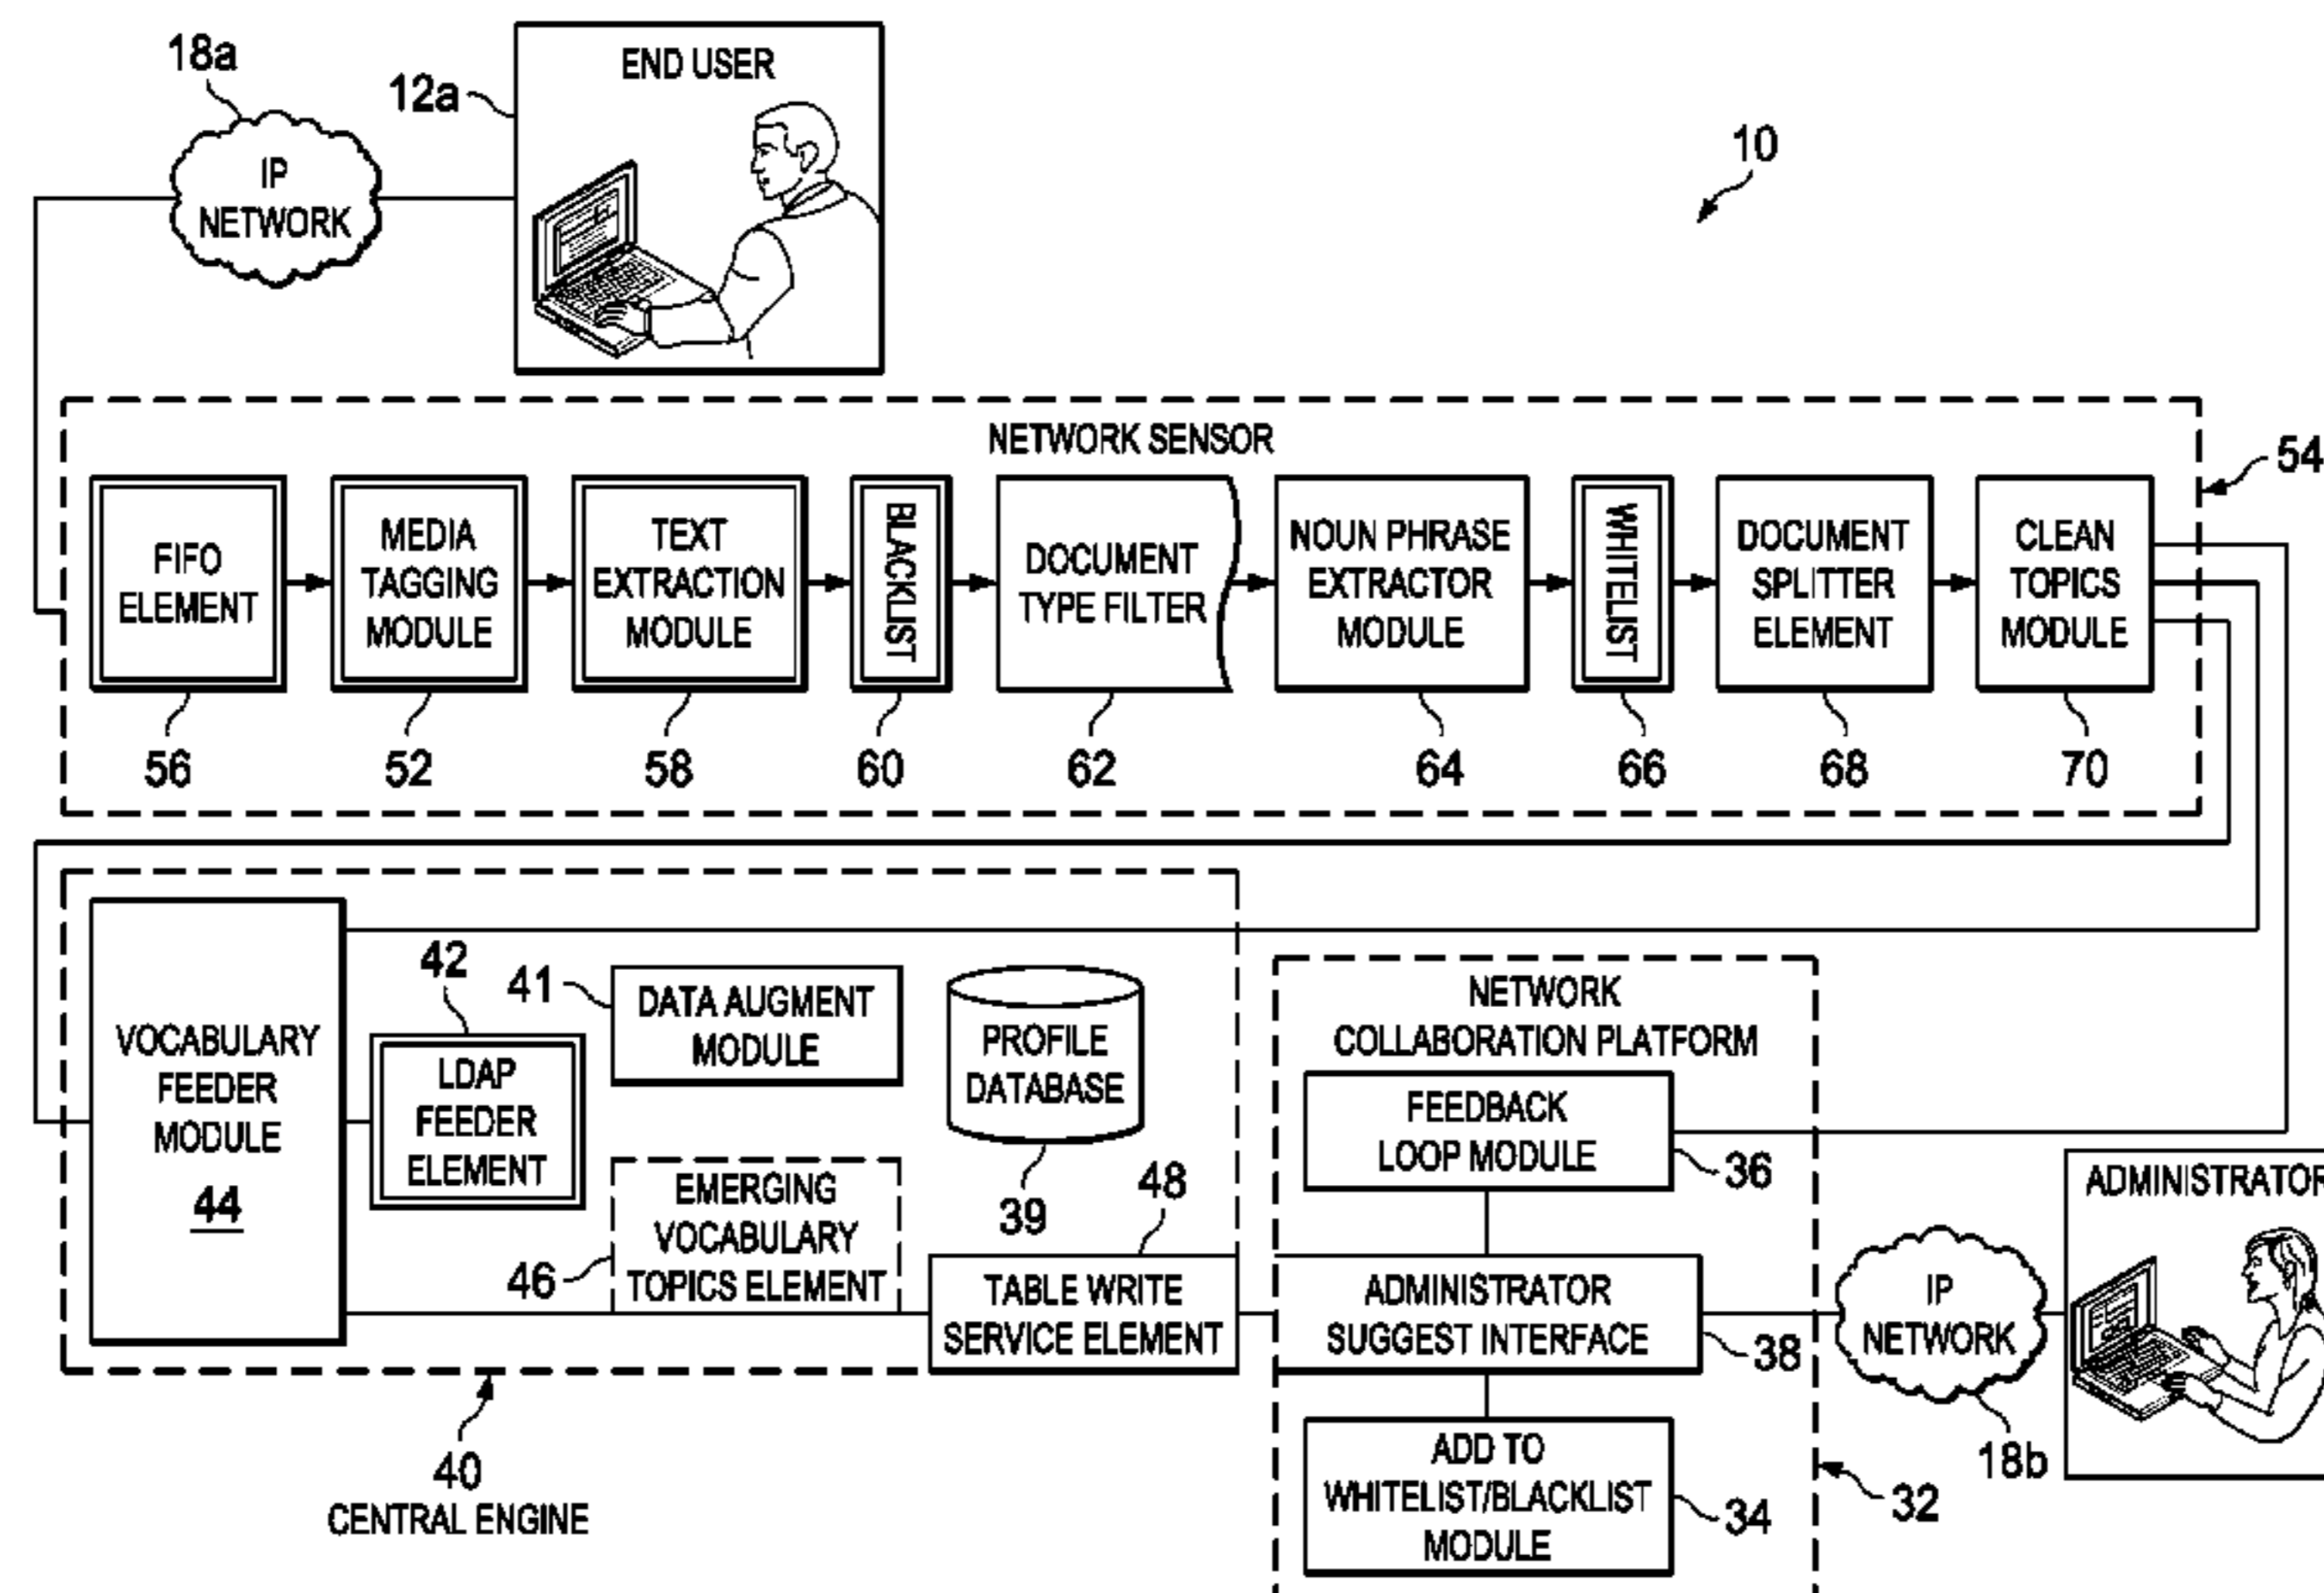 18a
12a
END USER
10
IP
NETWORK
NETWORK SENSOR
54
FIFO
ELEMENT
MEDIA
TAGGING
MODULE
TEXT
EXTRACTION
MODULE
BLACKLIST
DOCUMENT
TYPE FILTER
NOUN PHRASE
EXTRACTOR
MODULE
WHITELIST
DOCUMENT
SPLITTER
ELEMENT
CLEAN
TOPICS
MODULE
56
52
58
60
62
64
66
68
70
VOCABULARY
FEEDER
MODULE
44
42
LDAP
FEEDER
ELEMENT
41
DATA AUGMENT
MODULE
PROFILE
DATABASE
39
46
EMERGING
VOCABULARY
TOPICS ELEMENT
48
TABLE WRITE
SERVICE ELEMENT
40
CENTRAL ENGINE
NETWORK
COLLABORATION PLATFORM
FEEDBACK
LOOP MODULE
36
ADMINISTRATOR
SUGGEST INTERFACE
38
ADD TO
WHITELIST/BLACKLIST
MODULE
34
32
IP
NETWORK
18b
ADMINISTRATOR